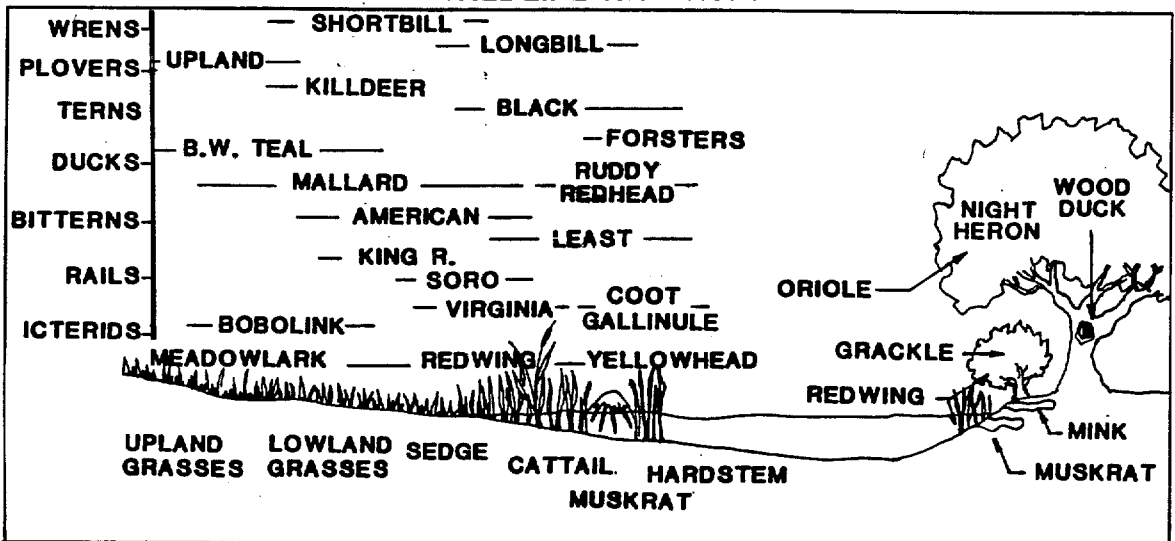 WRENS
SHORTBILL
LONGBILL
PLOVERS
UPLAND
KILLDEER
TERNS
BLACK
FORSTERS
DUCKS
B.W. TEAL
MALLARD
RUDDY
REDHEAD
BITTERNS
AMERICAN
LEAST
RAILS
KING R.
SORO
VIRGINIA
COOT
GALLINULE
ICTERIDS
BOBOLINK
MEADOWLARK
REDWING
YELLOWHEAD
NIGHT
HERON
WOOD
DUCK
ORIOLE
GRACKLE
REDWING
MINK
MUSKRAT
UPLAND
GRASSES
LOWLAND
GRASSES
SEDGE
CATTAIL.
MUSKRAT
HARDSTEM